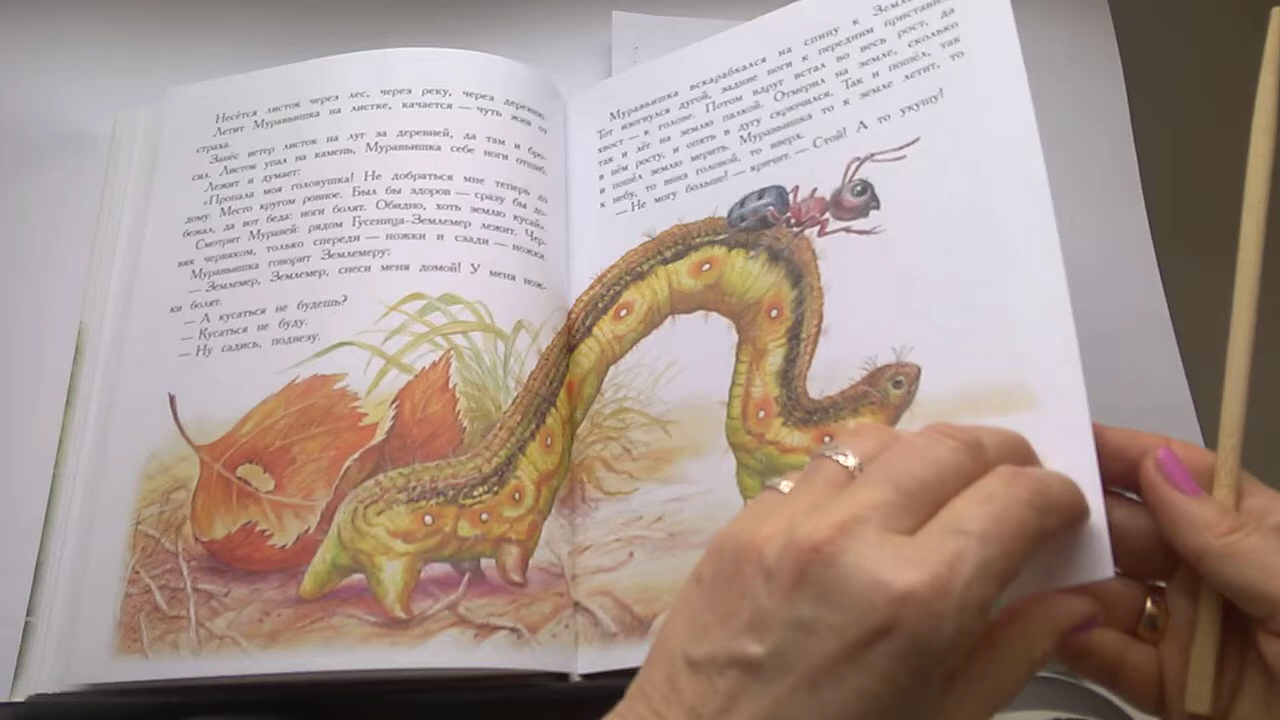 Несётся листок через лес, через реку, через деревню.
Летит Муравьишка на листке, качается — чуть жив от
страха.
Занёс ветер листок на луг за деревней, да там и бро-
сил. Листок упал на камень, Муравьишка себе ноги отшиб.
Лежит и думает:
«Пропала моя головушка! Не добраться мне теперь до
дому. Место кругом ровное. Был бы здоров — сразу бы до-
бежал, да вот беда: ноги болят. Обидно, хоть землю кусай».
Смотрит Муравей: рядом Гусеница-Землемер лежит. Чер-
вяк червяком, только спереди — ножки и сзади — ножки.
Муравьишка говорит Землемеру:
— Землемер, Землемер, снеси меня домой! У меня нож-
ки болят.
— А кусаться не будешь?
— Кусаться не буду.
— Ну садись, подвезу.
Муравьишка вскарабкался на спину к
Тот изогнулся дугой, задние ноги к передним приставил,
хвост — к голове. Потом вдруг встал во весь рост, да
так и лёг на землю палкой. Отмерил на земле, сколько
в нём росту, и опять в дугу скрючился. Так и пошёл, так
и пошёл землю мерить. Муравьишка то к земле летит, то
к небу, то вниз головой, то вверх.
— Не могу больше! — кричит. — Стой! А то укушу!